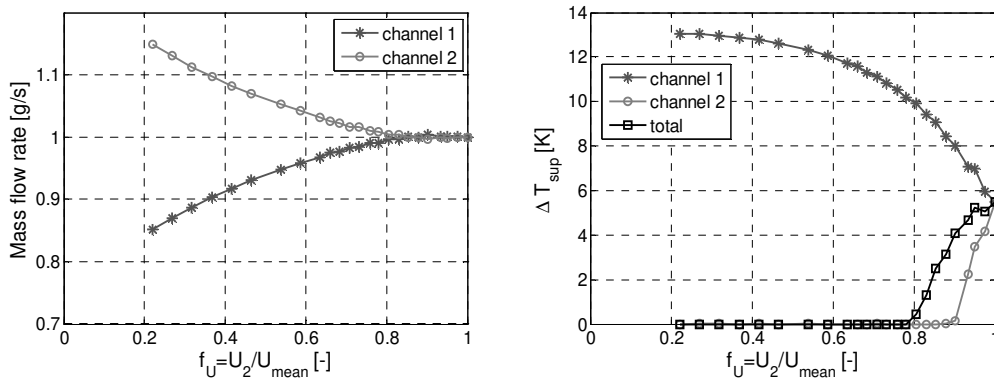 Mass flow rate [g/s]
1.1
1
0.9
0.8
0.7
0
0.2
0.4
0.6
0.8
1
f_U=U_2/U_mean [-]
channel 1
channel 2
Δ T_sup [K]
14
12
10
8
6
4
2
0
0
0.2
0.4
0.6
0.8
1
f_U=U_2/U_mean [-]
channel 1
channel 2
total